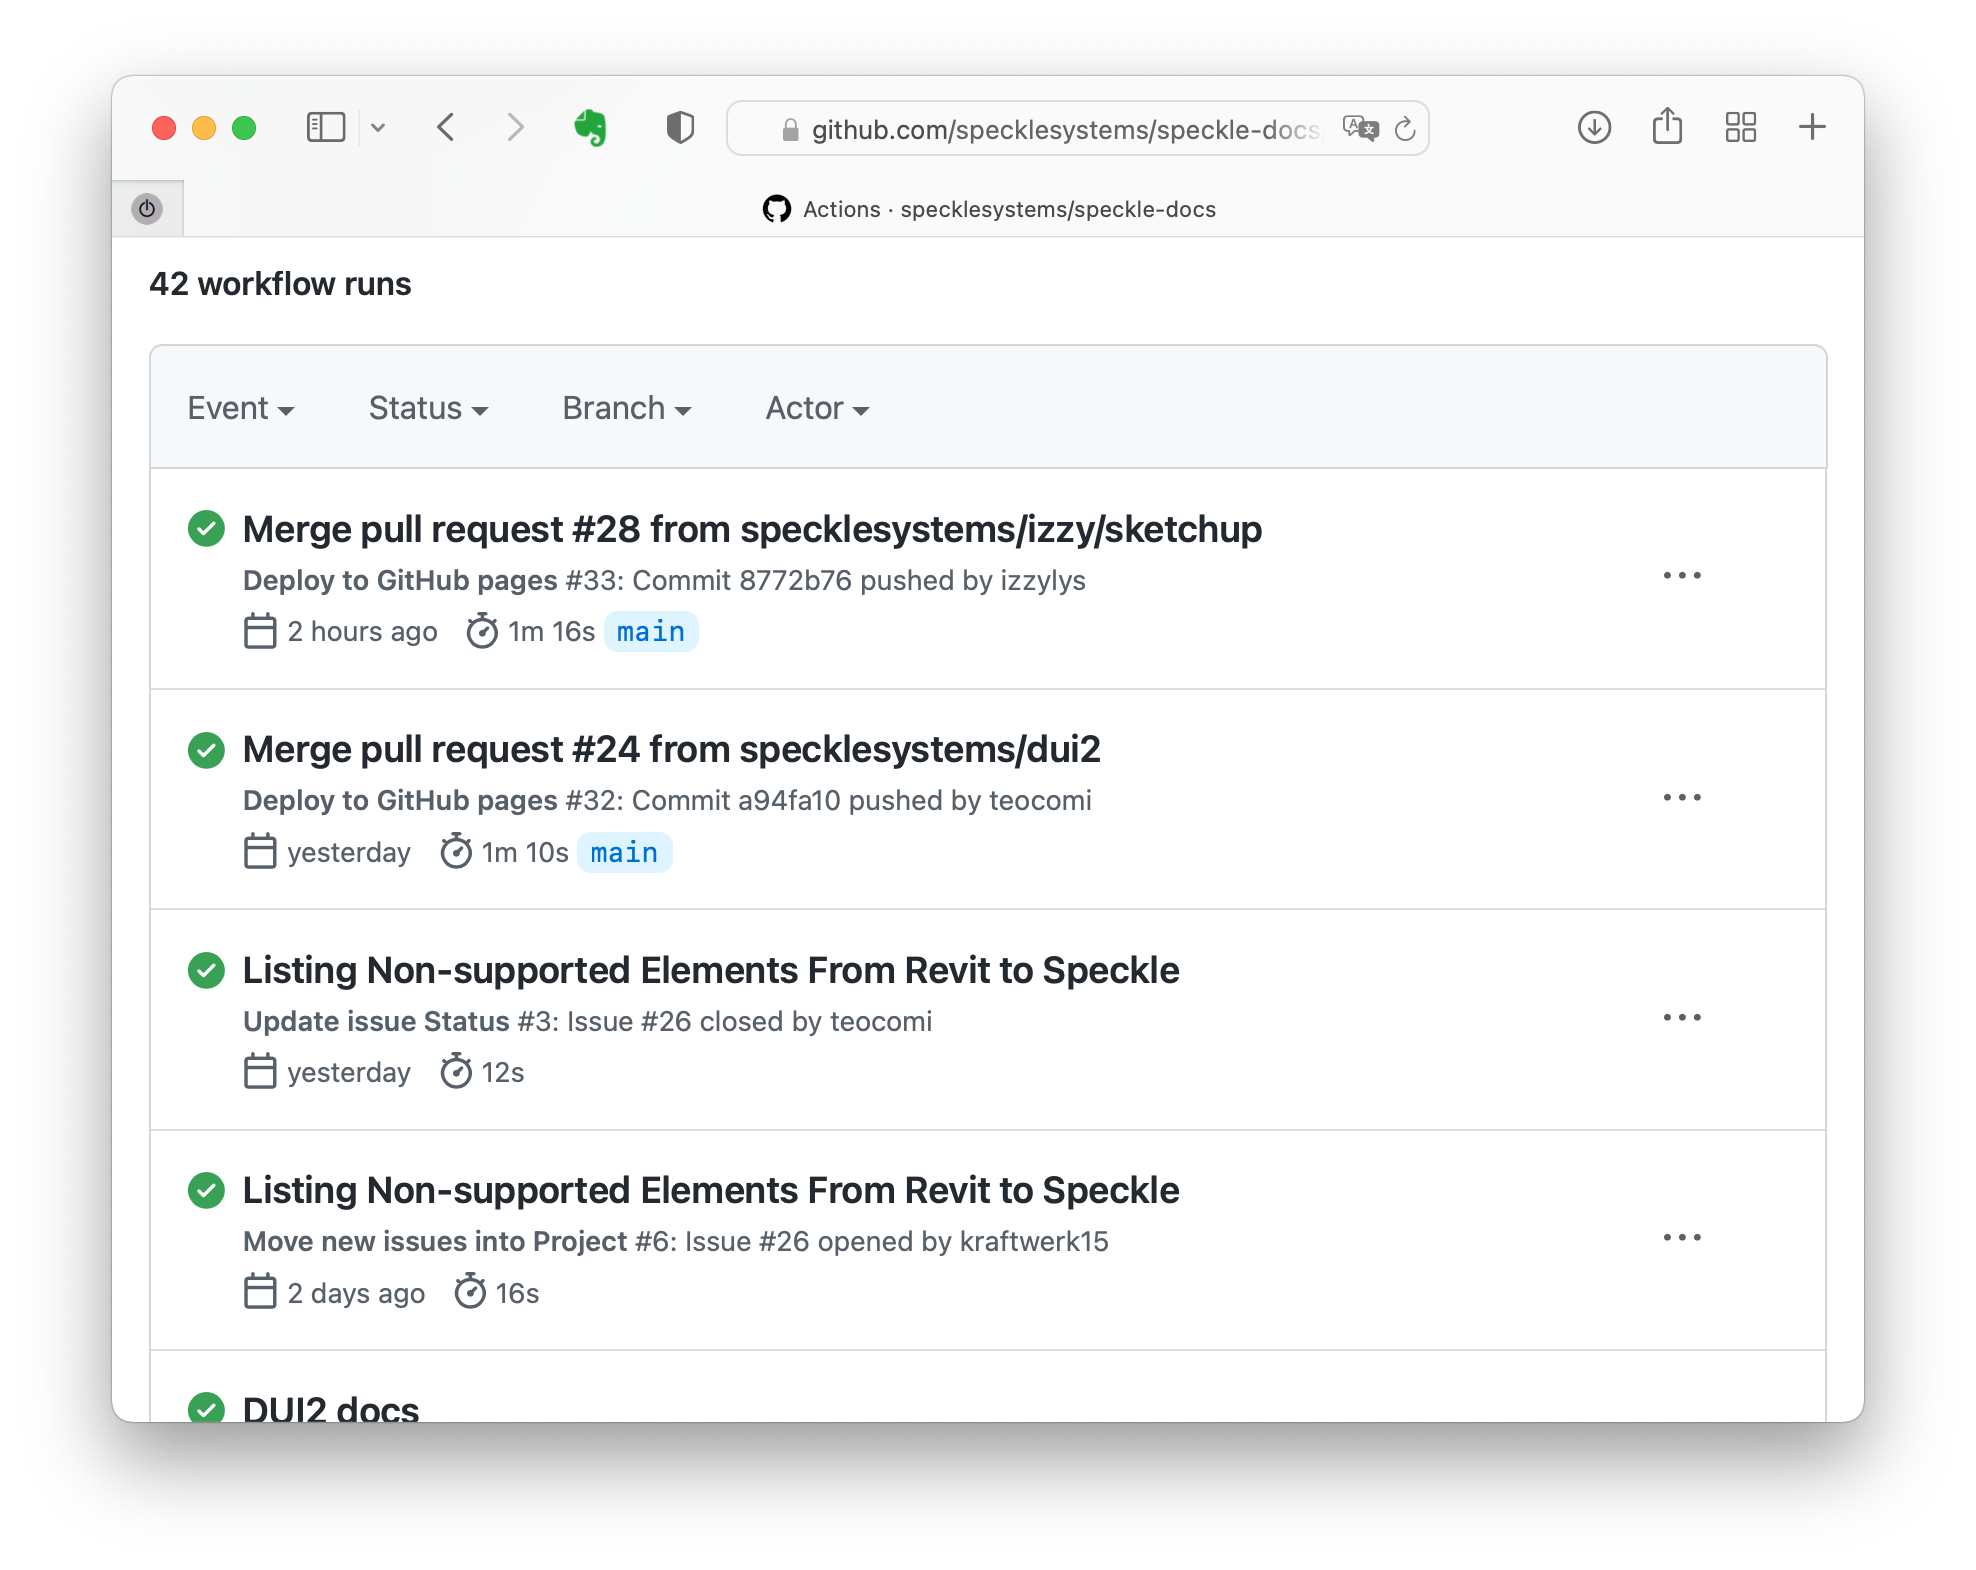 github.com/specklesystems/speckle-docs
Actions · specklesystems/speckle-docs
42 workflow runs
Event Status Branch Actor
Merge pull request #28 from specklesystems/izzy/sketchup
Deploy to GitHub pages #33: Commit 8772b76 pushed by izzylys
2 hours ago 1m 16s main
Merge pull request #24 from specklesystems/dui2
Deploy to GitHub pages #32: Commit a94fa10 pushed by teocomi
yesterday 1m 10s main
Listing Non-supported Elements From Revit to Speckle
Update issue Status #3: Issue #26 closed by teocomi
yesterday 12s
Listing Non-supported Elements From Revit to Speckle
Move new issues into Project #6: Issue #26 opened by kraftwerk15
2 days ago 16s
DUI2 docs